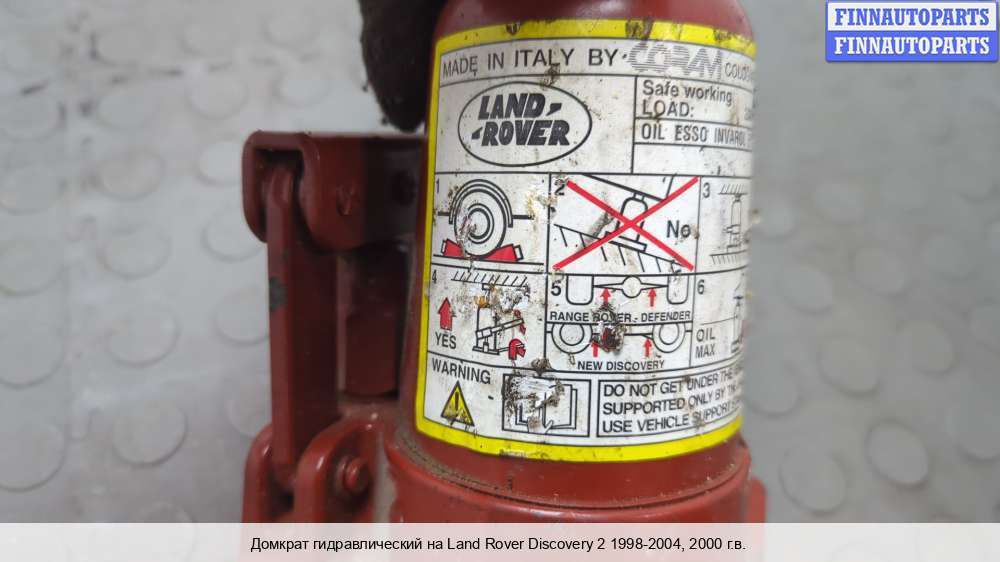 FINNAUTOPARTS
FINNAUTOPARTS
MADE IN ITALY BY CORAM
LAND
ROVER
Safe working
LOAD:
OIL ESSO INVAROL
1
2
No
3
4
YES
5
RANGE ROVER - DEFENDER
NEW DISCOVERY
6
OIL
MAX
WARNING
DO NOT GET UNDER THE
SUPPORTED ONLY BY THE
USE VEHICLE SUPPORT
Домкрат гидравлический на Land Rover Discovery 2 1998-2004, 2000 г.в.